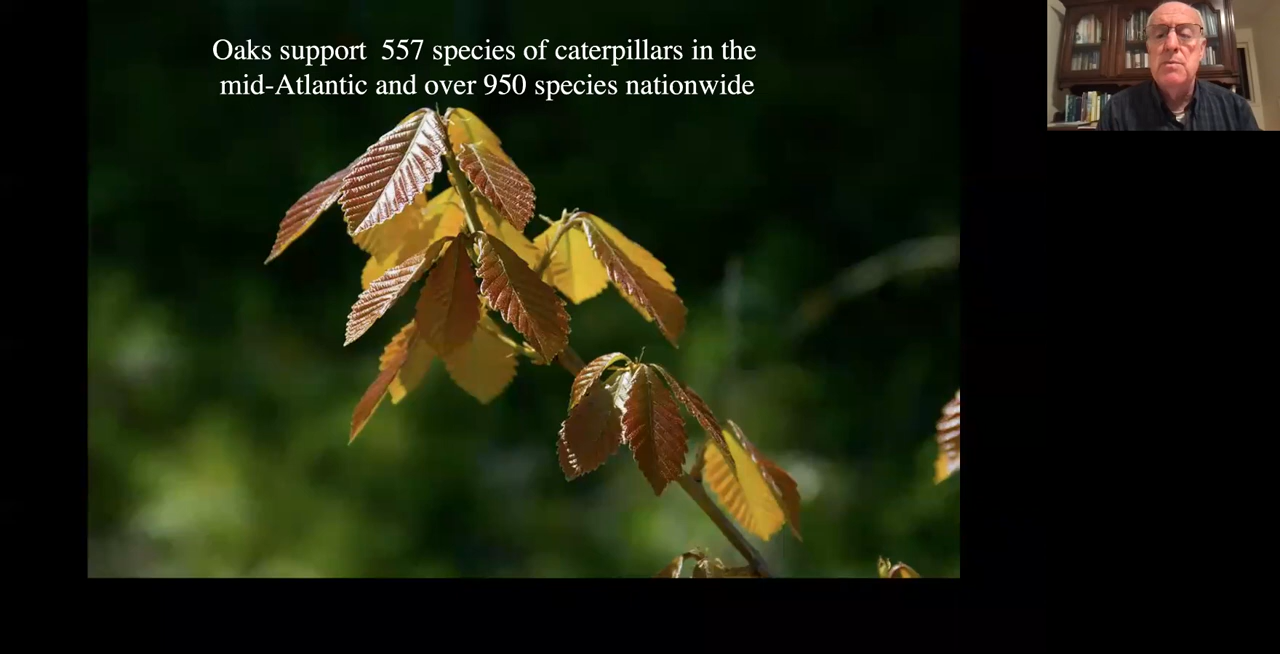 Oaks support 557 species of caterpillars in the
mid-Atlantic and over 950 species nationwide